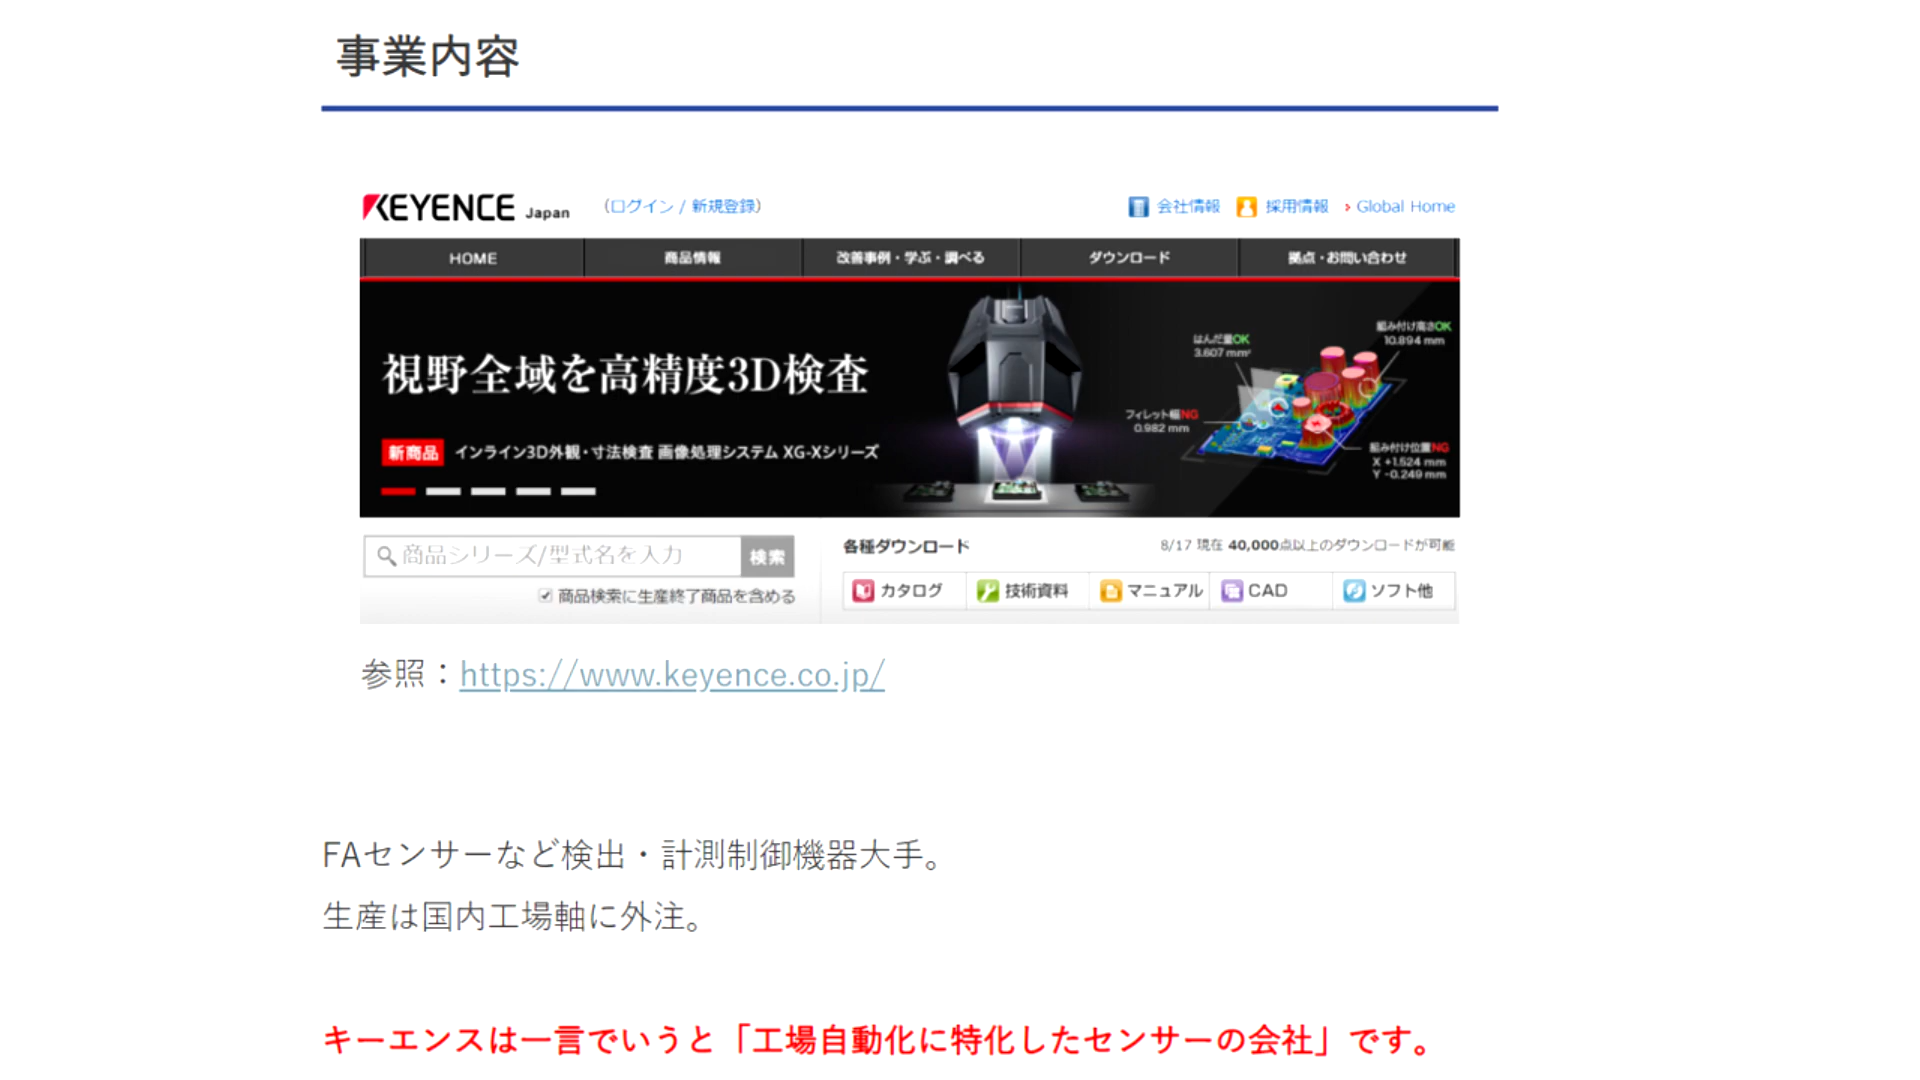 事業内容
KEYENCE Japan （ログイン / 新規登録） 会社情報 採用情報 Global Home
HOME 商品情報 改善事例・学ぶ・調べる ダウンロード 拠点・お問い合わせ
視野全域を高精度3D検査
新商品 インライン3D外観・寸法検査 画像処理システム XG-Xシリーズ
はんだ量OK
3.607 mm³
組み付け高さOK
10.894 mm
フィレット幅NG
0.982 mm
組み付け位置NG
X +1.524 mm
Y -0.249 mm
商品シリーズ/型式名を入力 検索
商品検索に生産終了商品を含める
各種ダウンロード 8/17 現在 40,000点以上のダウンロードが可能
カタログ 技術資料 マニュアル CAD ソフト他
参照：https://www.keyence.co.jp/
FAセンサーなど検出・計測制御機器大手。
生産は国内工場軸に外注。
キーエンスは一言でいうと「工場自動化に特化したセンサーの会社」です。